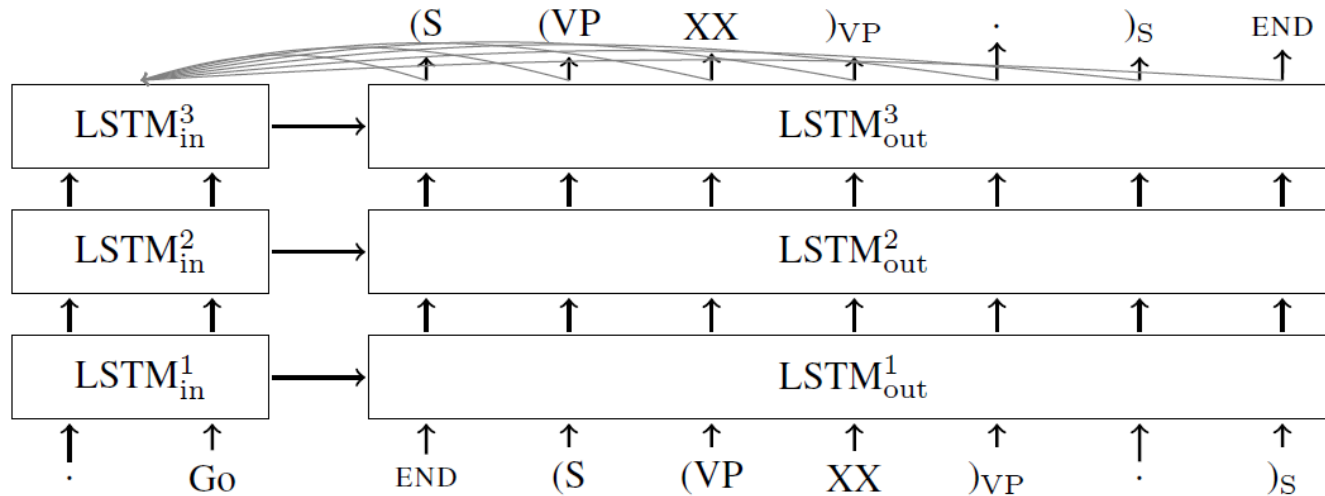 (S (VP XX )VP . )S END
LSTM³in LSTM³out
LSTM²in LSTM²out
LSTM¹in LSTM¹out
. Go END (S (VP XX )VP . )S